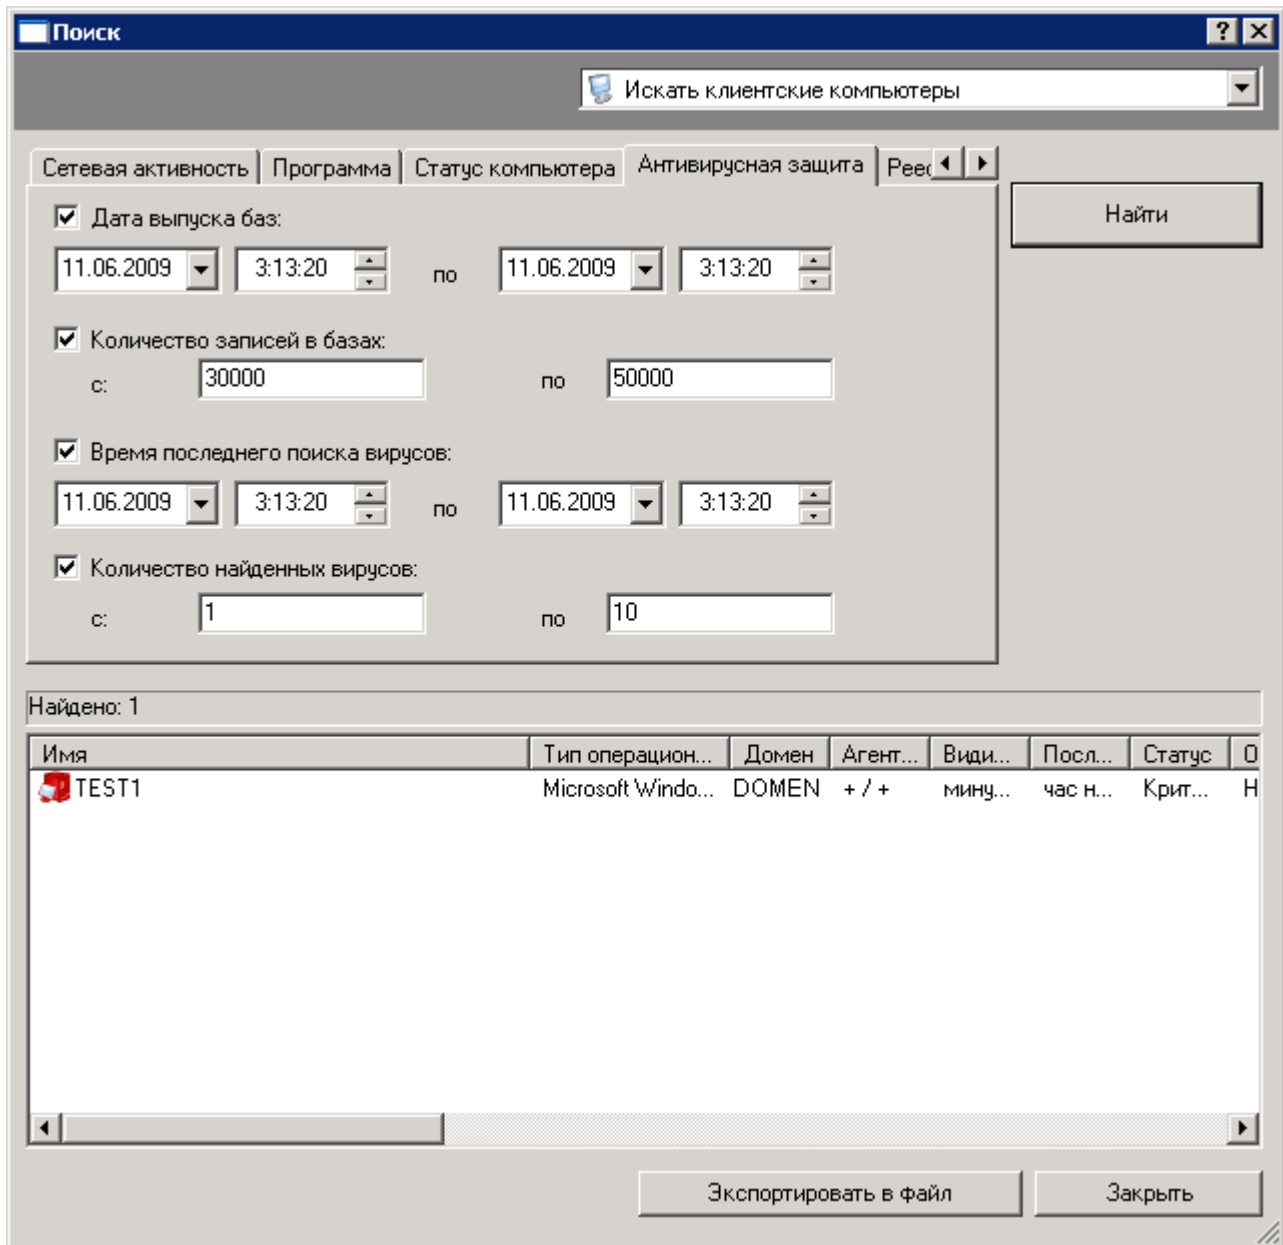 Поиск
Искать клиентские компьютеры
Сетевая активность Программа Статус компьютера Антивирусная защита Реес
Найти
Дата выпуска баз:
11.06.2009 3:13:20 по 11.06.2009 3:13:20
Количество записей в базах:
с: 30000 по 50000
Время последнего поиска вирусов:
11.06.2009 3:13:20 по 11.06.2009 3:13:20
Количество найденных вирусов:
с: 1 по 10
Найдено: 1
Имя Тип операцион... Домен Агент... Види... Посл... Статус О
TEST1 Microsoft Windo... DOMEN + / + мину... час н... Крит... Н
Экспортировать в файл Закрыть